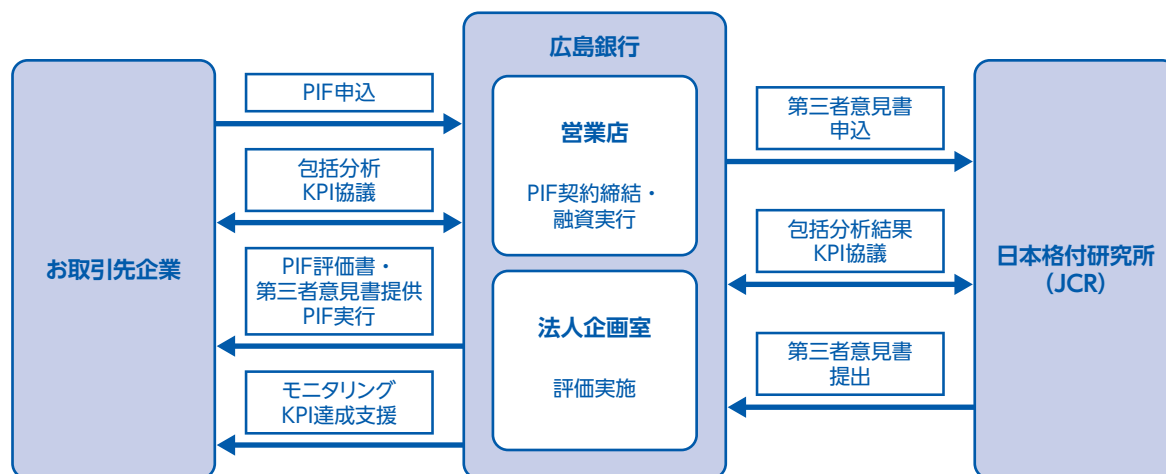 お取引先企業
PIF申込
包括分析
KPI協議
PIF評価書・
第三者意見書提供
PIF実行
モニタリング
KPI達成支援
広島銀行
営業店
PIF契約締結・
融資実行
法人企画室
評価実施
第三者意見書
申込
包括分析結果
KPI協議
第三者意見書
提出
日本格付研究所
(JCR)